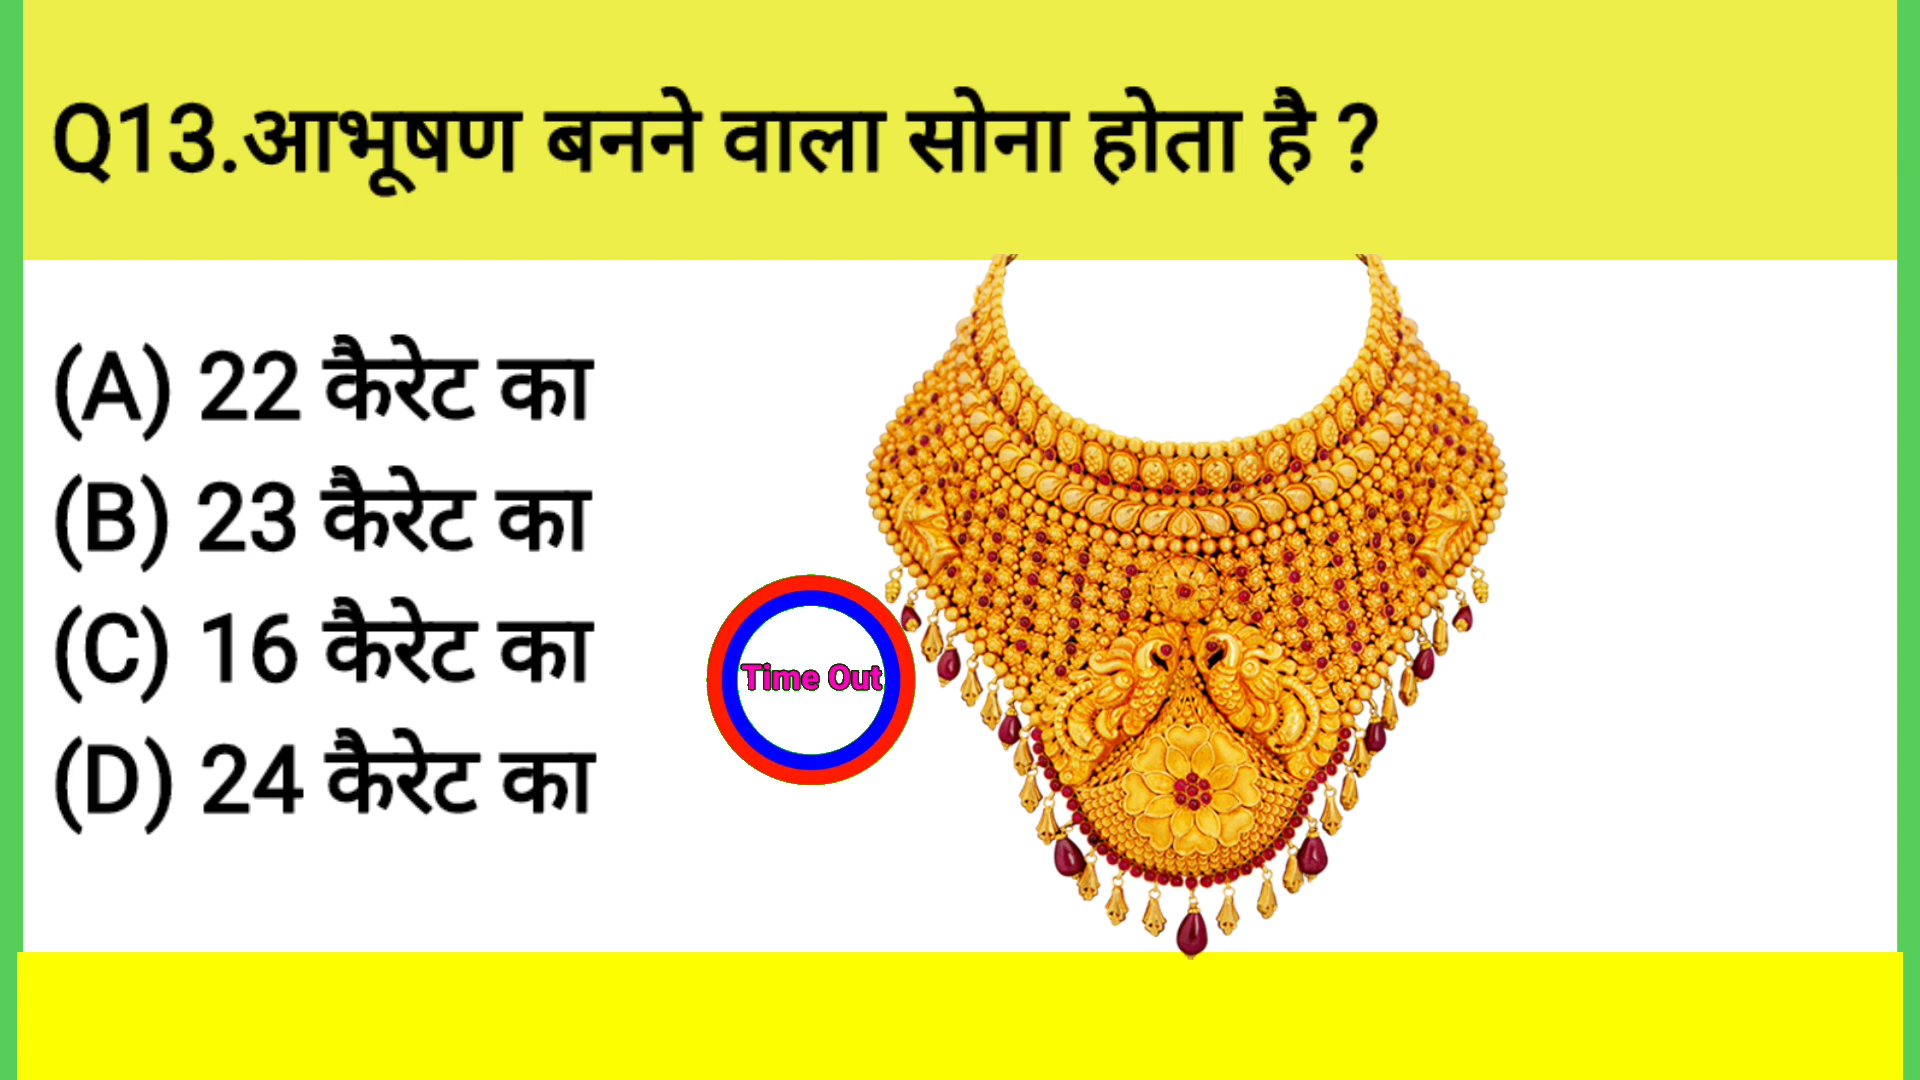 Q13.आभूषण बनने वाला सोना होता है ?
(A) 22 कैरेट का
(B) 23 कैरेट का
(C) 16 कैरेट का
(D) 24 कैरेट का
Time Out